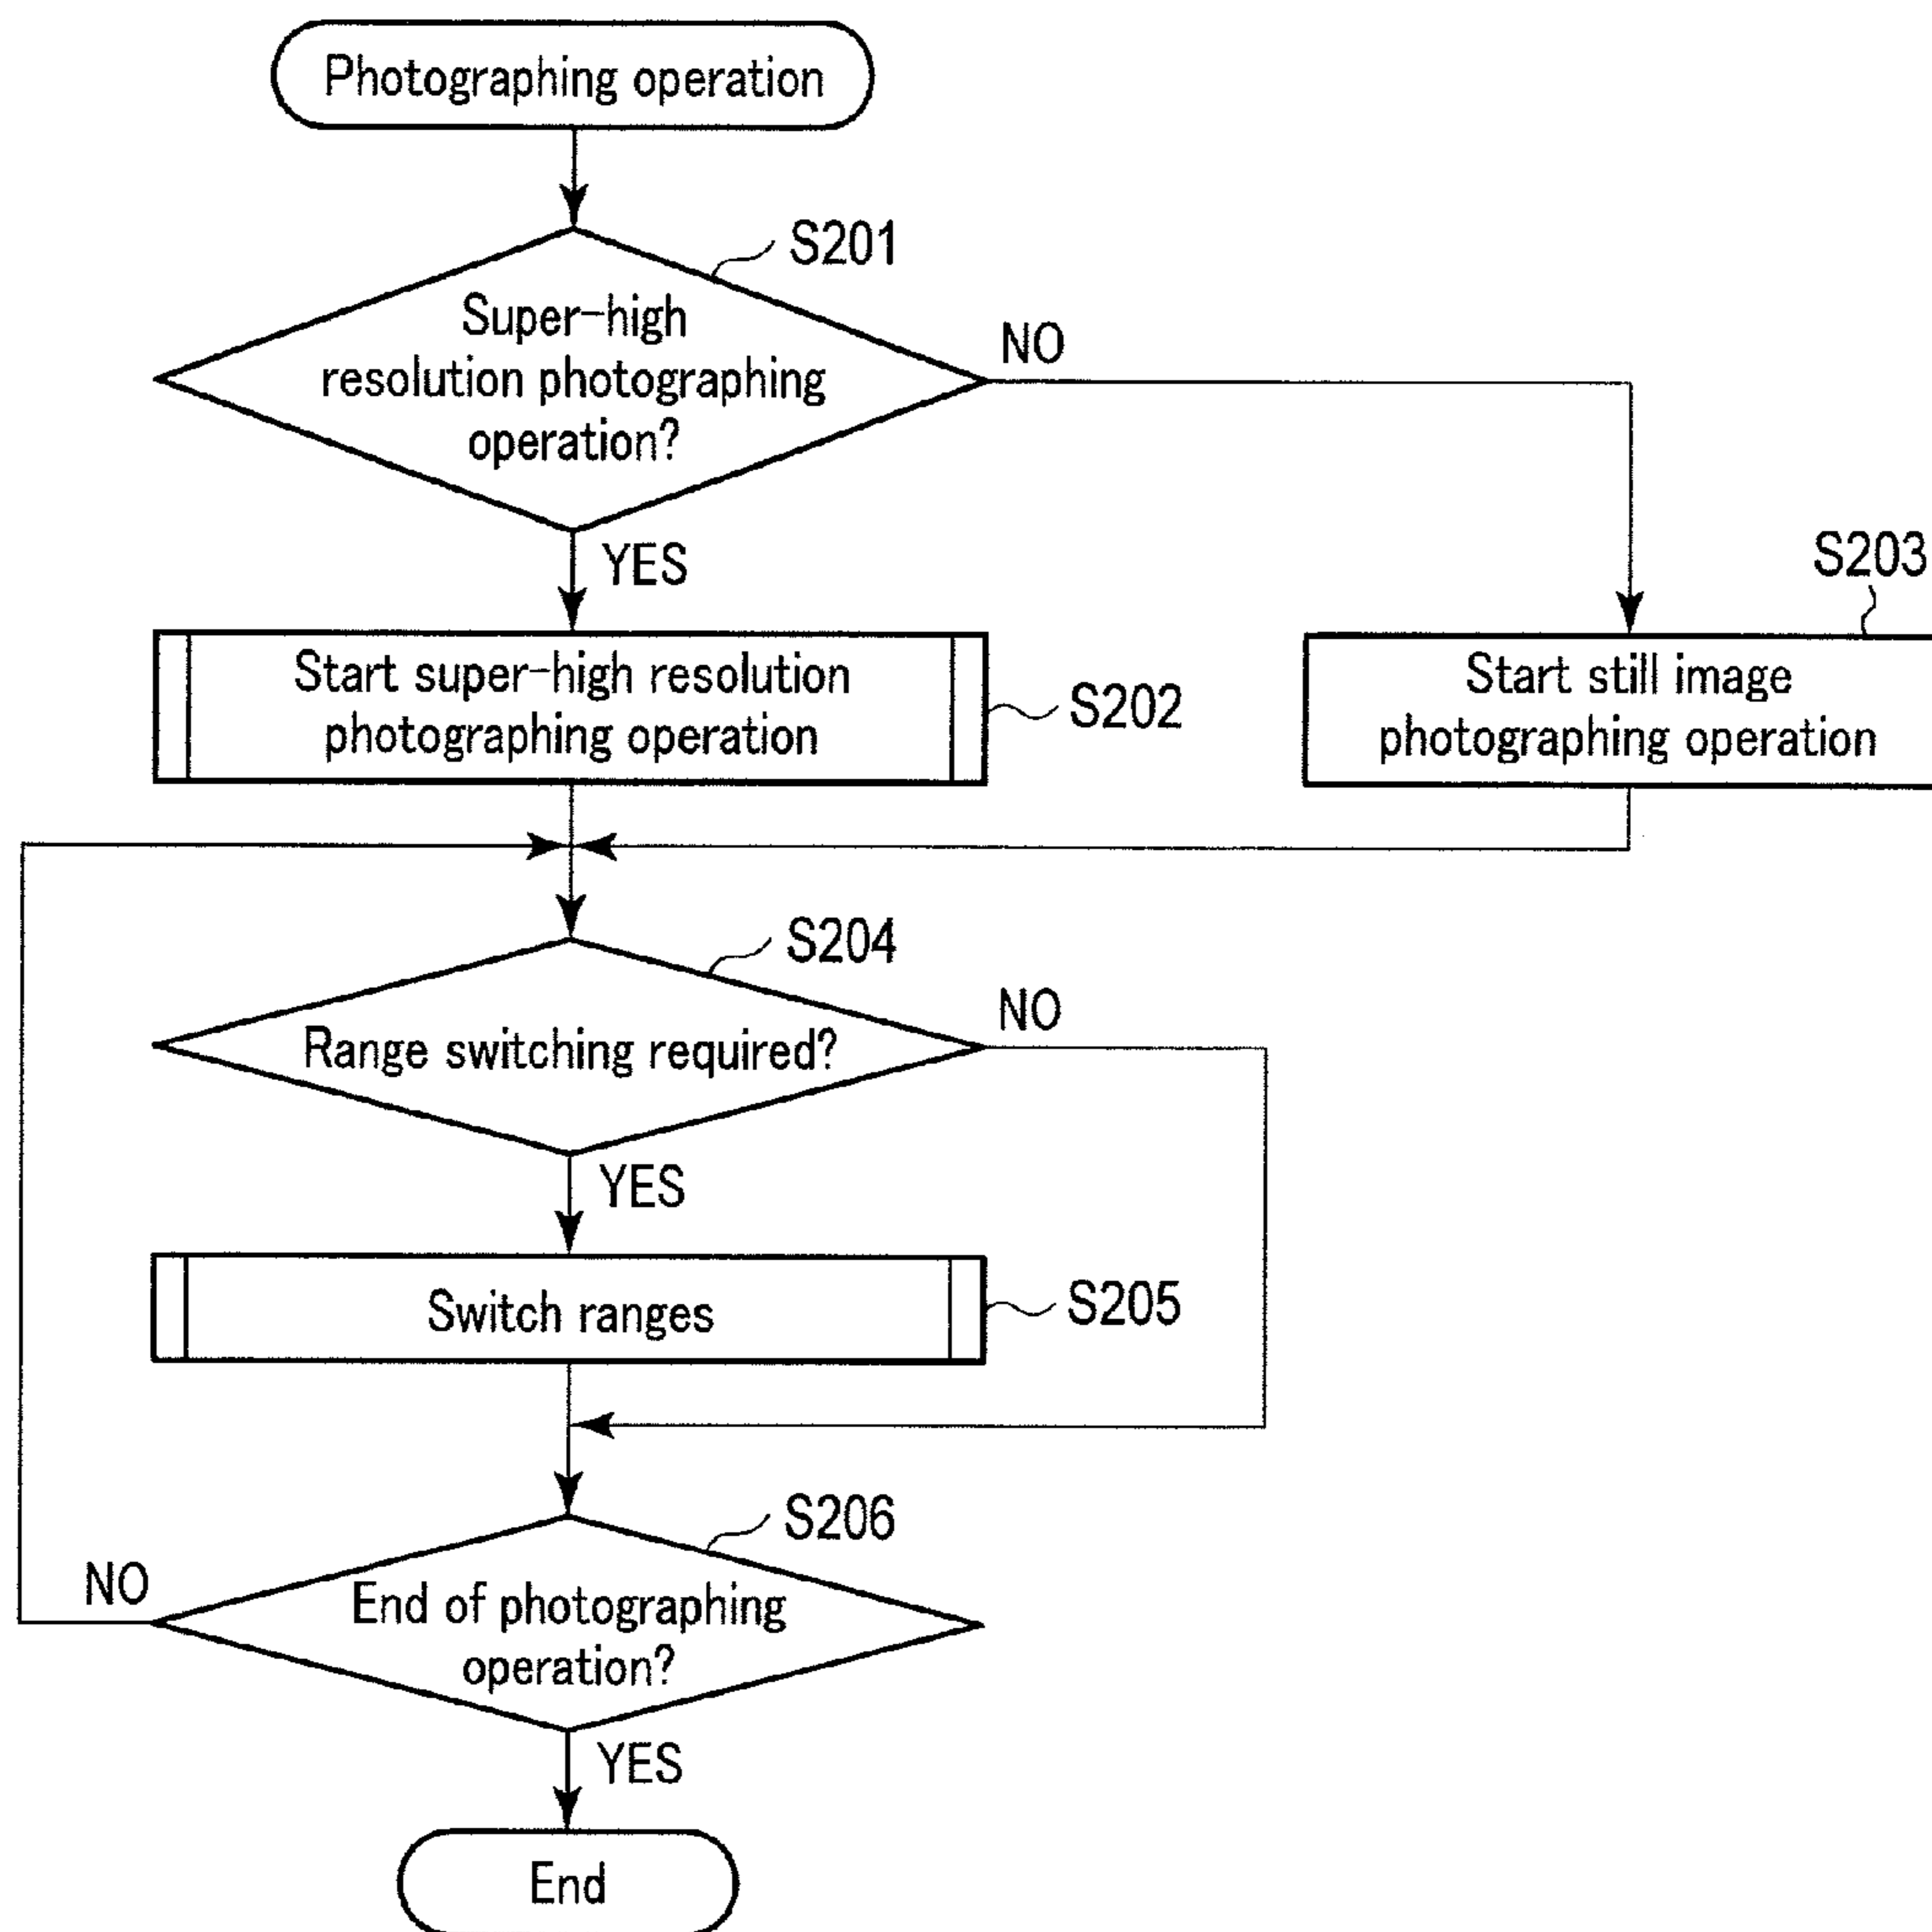 Photographing operation
S201
Super-high
resolution photographing
operation?
NO
YES
S203
Start super-high resolution
photographing operation
S202
Start still image
photographing operation
S204
Range switching required?
NO
YES
Switch ranges
S205
S206
NO
End of photographing
operation?
YES
End